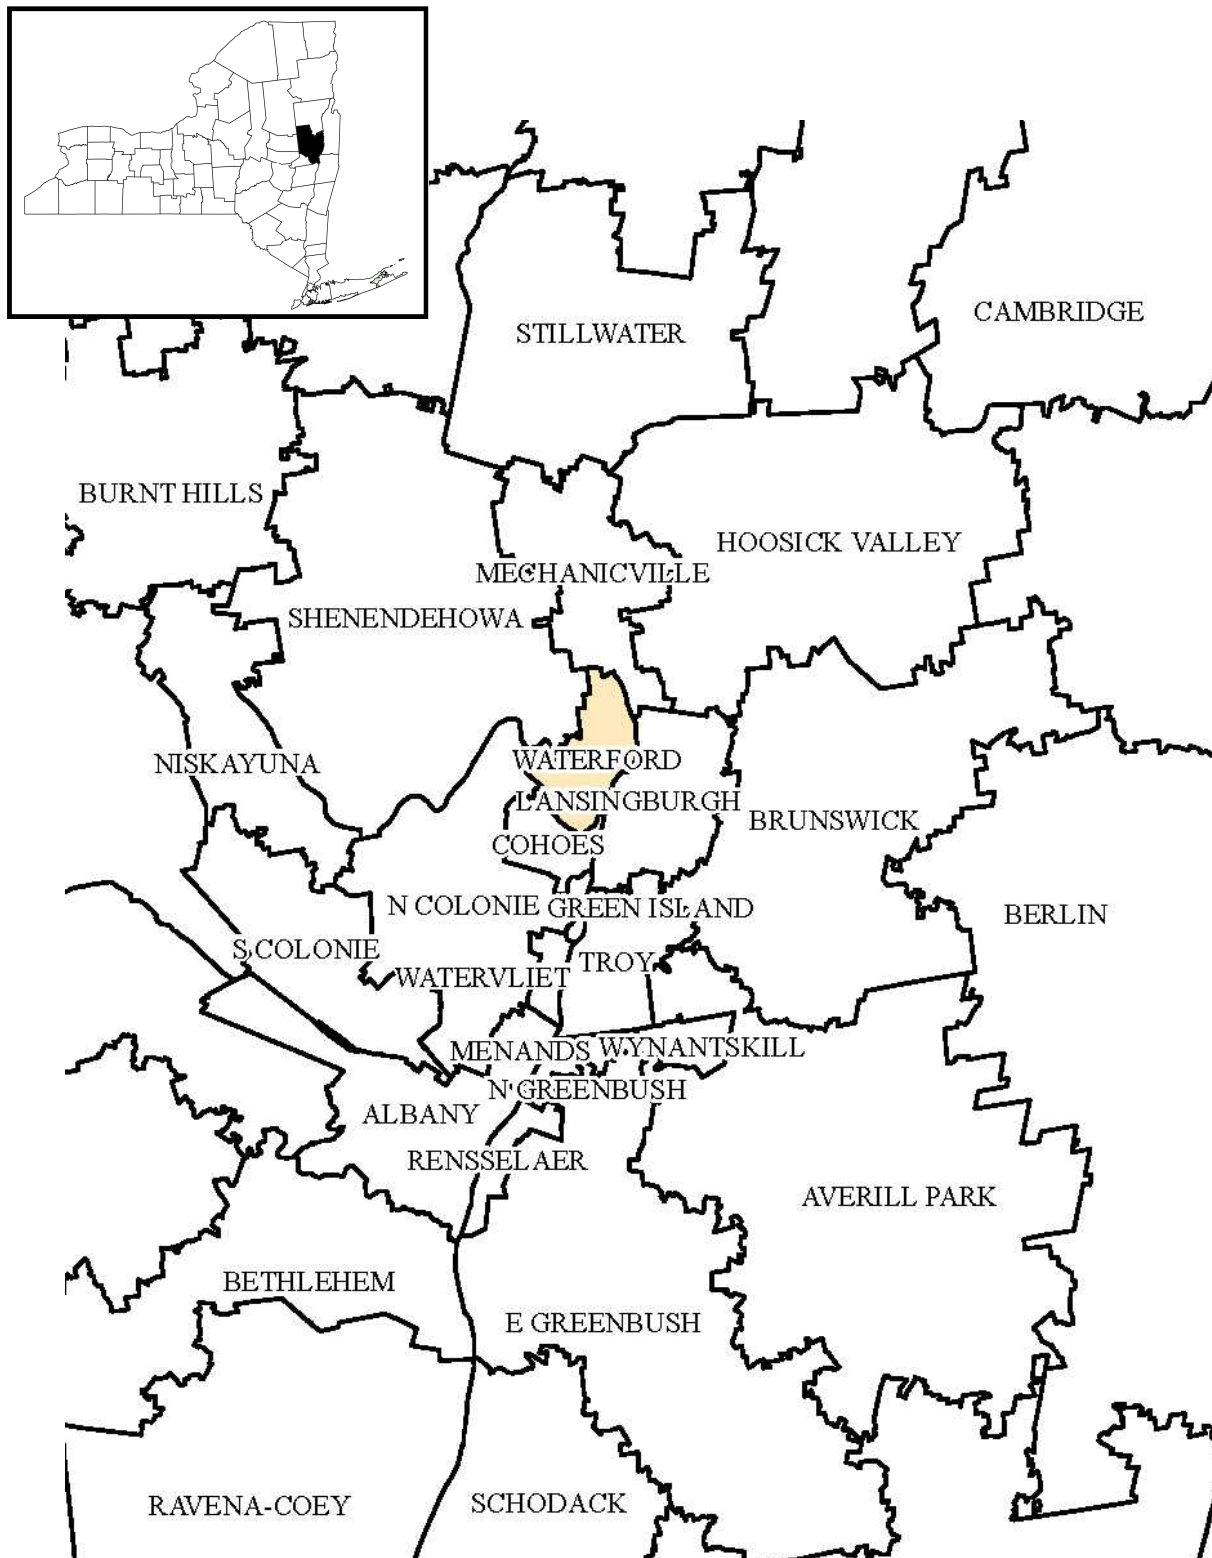 STILLWATER
CAMBRIDGE
BURNT HILLS
HOOSICK VALLEY
MECHANICVILLE
SHENENDEHOWA
WATERFORD
NISKAYUNA
LANSINGBURGH
BRUNSWICK
COHOES
N COLONIE
GREEN ISLAND
BERLIN
S COLONIE
TROY
WATERVLIET
MENANDS
WYNANTSKILL
N GREENBUSH
ALBANY
RENSSELAER
AVERILL PARK
BETHLEHEM
E GREENBUSH
RAVENA-COEY
SCHODACK